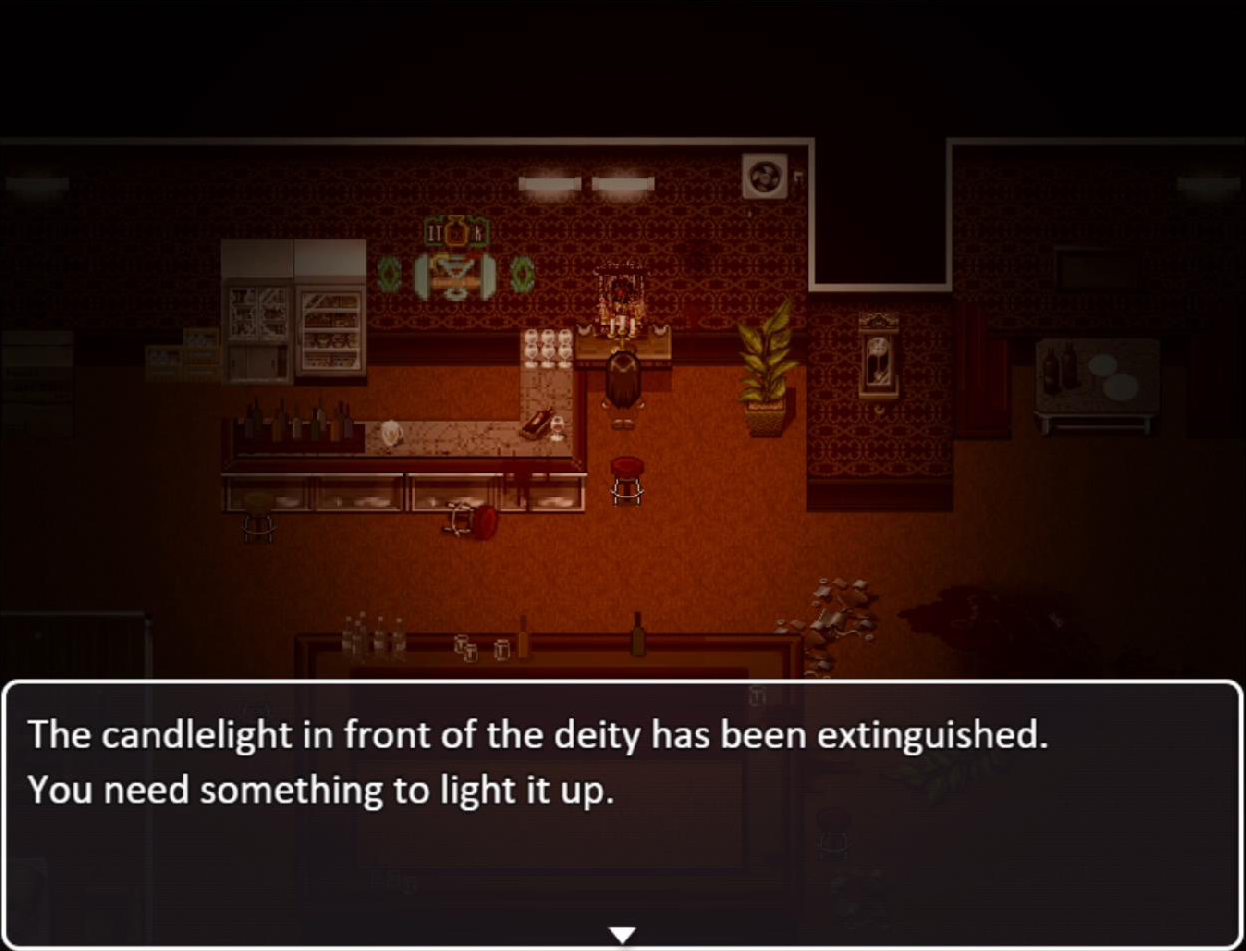 The candlelight in front of the deity has been extinguished.
You need something to light it up.